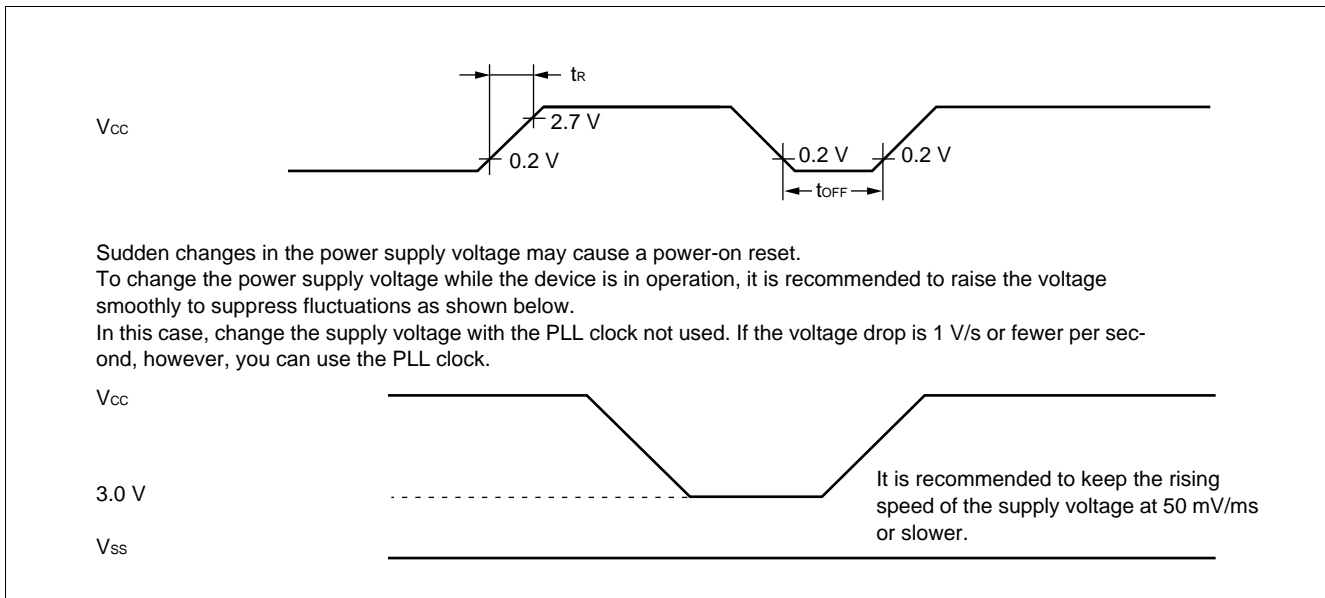 tR
VCC
2.7 V
0.2 V
0.2 V
0.2 V
tOFF
Sudden changes in the power supply voltage may cause a power-on reset.
To change the power supply voltage while the device is in operation, it is recommended to raise the voltage
smoothly to suppress fluctuations as shown below.
In this case, change the supply voltage with the PLL clock not used. If the voltage drop is 1 V/s or fewer per sec-
ond, however, you can use the PLL clock.
VCC
3.0 V
It is recommended to keep the rising
speed of the supply voltage at 50 mV/ms
or slower.
VSS